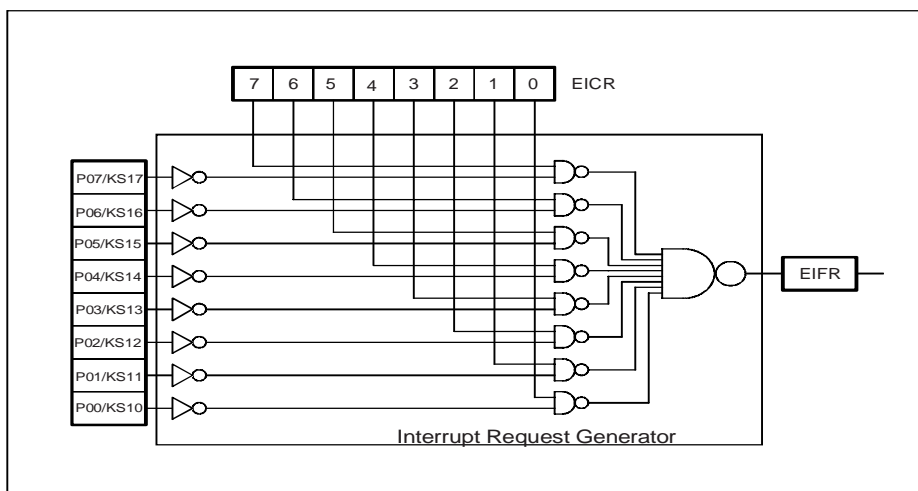 7 6 5 4 3 2 1 0 EICR
P07/KS17
P06/KS16
P05/KS15
P04/KS14
EIFR
P03/KS13
P02/KS12
P01/KS11
P00/KS10
Interrupt Request Generator